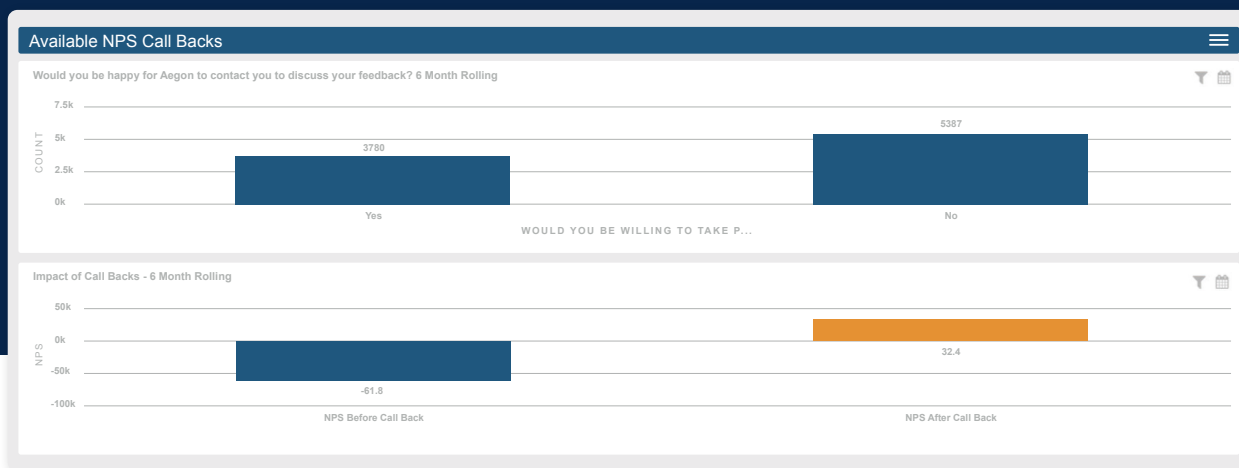 Available NPS Call Backs
Would you be happy for Aegon to contact you to discuss your feedback? 6 Month Rolling
7.5k
5k
2.5k
0k
COUNT
3780
5387
Yes
No
WOULD YOU BE WILLING TO TAKE P...
Impact of Call Backs - 6 Month Rolling
50k
0k
-50k
-100k
NPS
-61.8
32.4
NPS Before Call Back
NPS After Call Back